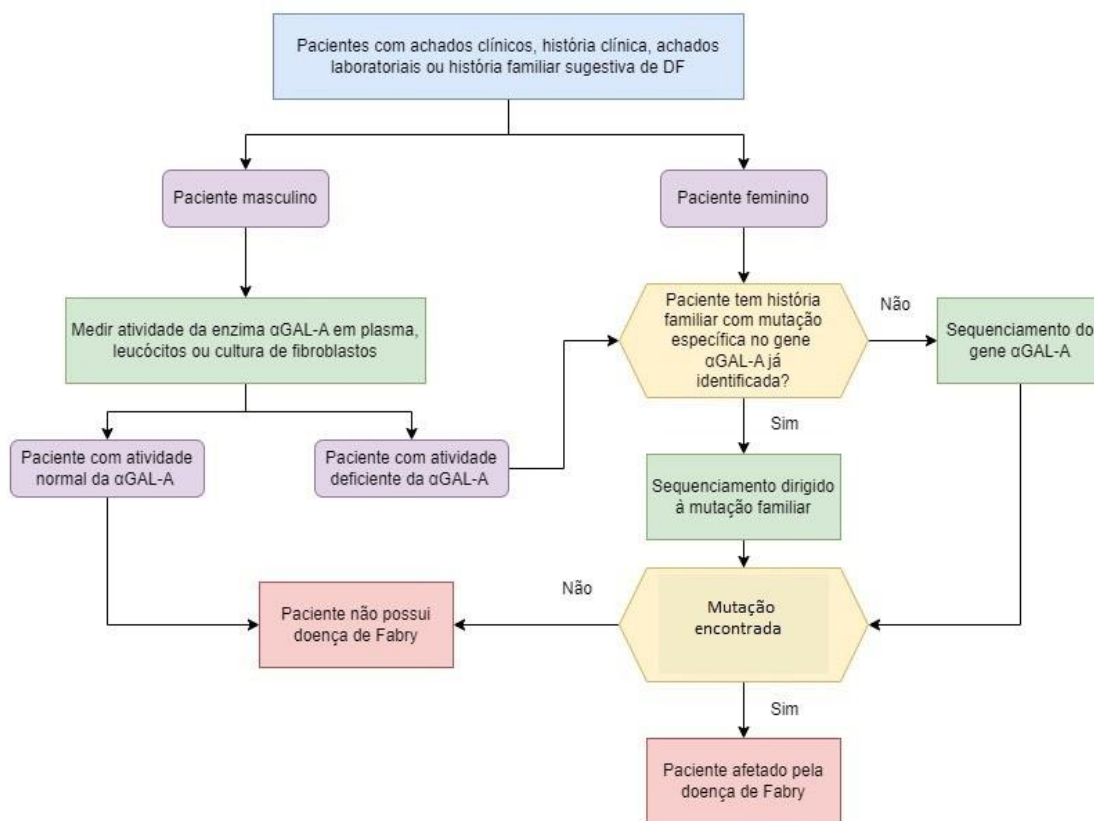 Pacientes com achados clínicos, história clínica, achados
laboratoriais ou história familiar sugestiva de DF
Paciente masculino
Paciente feminino
Medir atividade da enzima αGAL-A em plasma,
leucócitos ou cultura de fibroblastos
Paciente tem história
familiar com mutação
específica no gene
αGAL-A já
identificada?
Não
Sequenciamento do
gene αGAL-A
Sim
Paciente com atividade
normal da αGAL-A
Paciente com atividade
deficiente da αGAL-A
Sequenciamento dirigido
à mutação familiar
Não
Paciente não possui
doença de Fabry
Mutação
encontrada
Sim
Paciente afetado pela
doença de Fabry